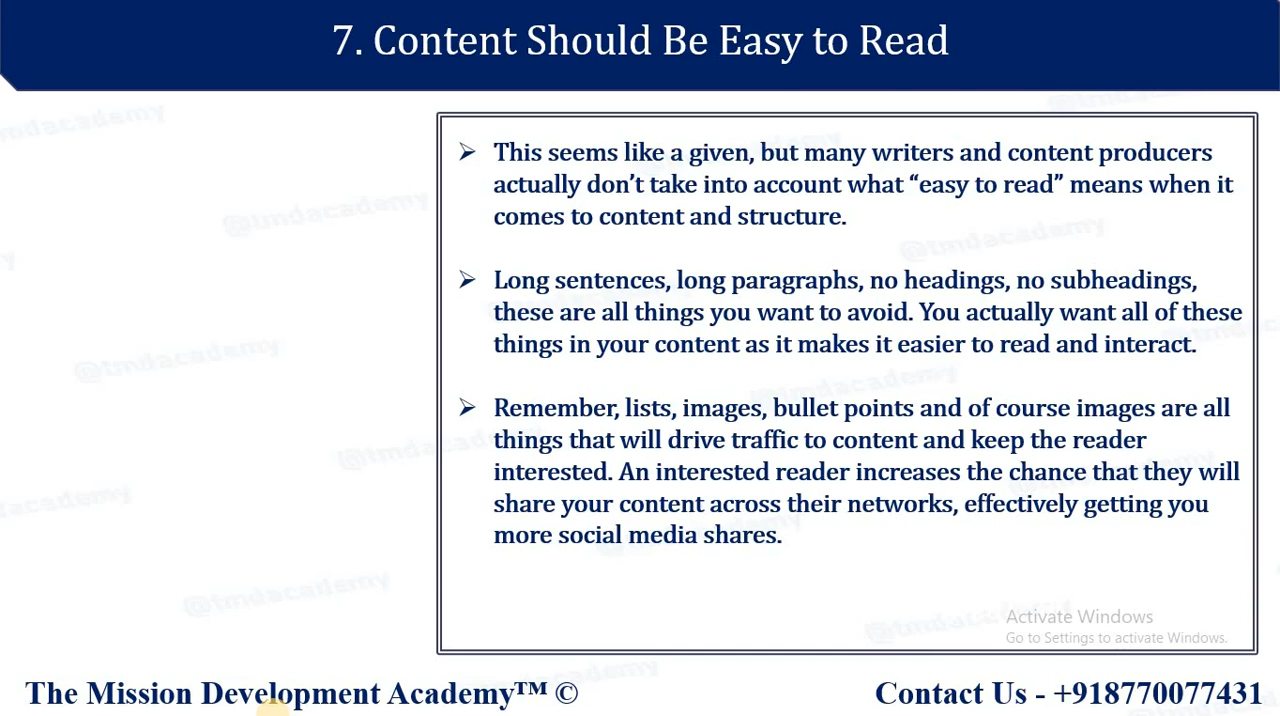 7. Content Should Be Easy to Read
➢ This seems like a given, but many writers and content producers
actually don’t take into account what “easy to read” means when it
comes to content and structure.
➢ Long sentences, long paragraphs, no headings, no subheadings,
these are all things you want to avoid. You actually want all of these
things in your content as it makes it easier to read and interact.
➢ Remember, lists, images, bullet points and of course images are all
things that will drive traffic to content and keep the reader
interested. An interested reader increases the chance that they will
share your content across their networks, effectively getting you
more social media shares.
@tmdacademy
@tmdacademy
@tmdacademy
@tmdacademy
@tmdacademy
Activate Windows
Go to Settings to activate Windows.
The Mission Development Academy™ ©
Contact Us - +918770077431